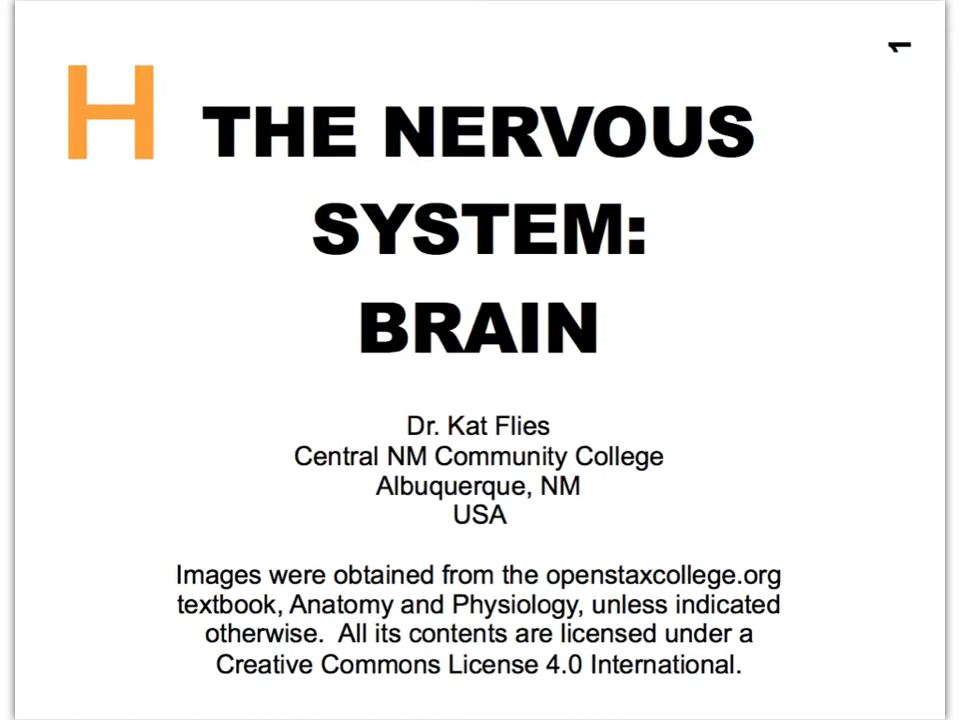 1
H
THE NERVOUS
SYSTEM:
BRAIN
Dr. Kat Flies
Central NM Community College
Albuquerque, NM
USA
Images were obtained from the openstaxcollege.org
textbook, Anatomy and Physiology, unless indicated
otherwise.  All its contents are licensed under a
Creative Commons License 4.0 International.